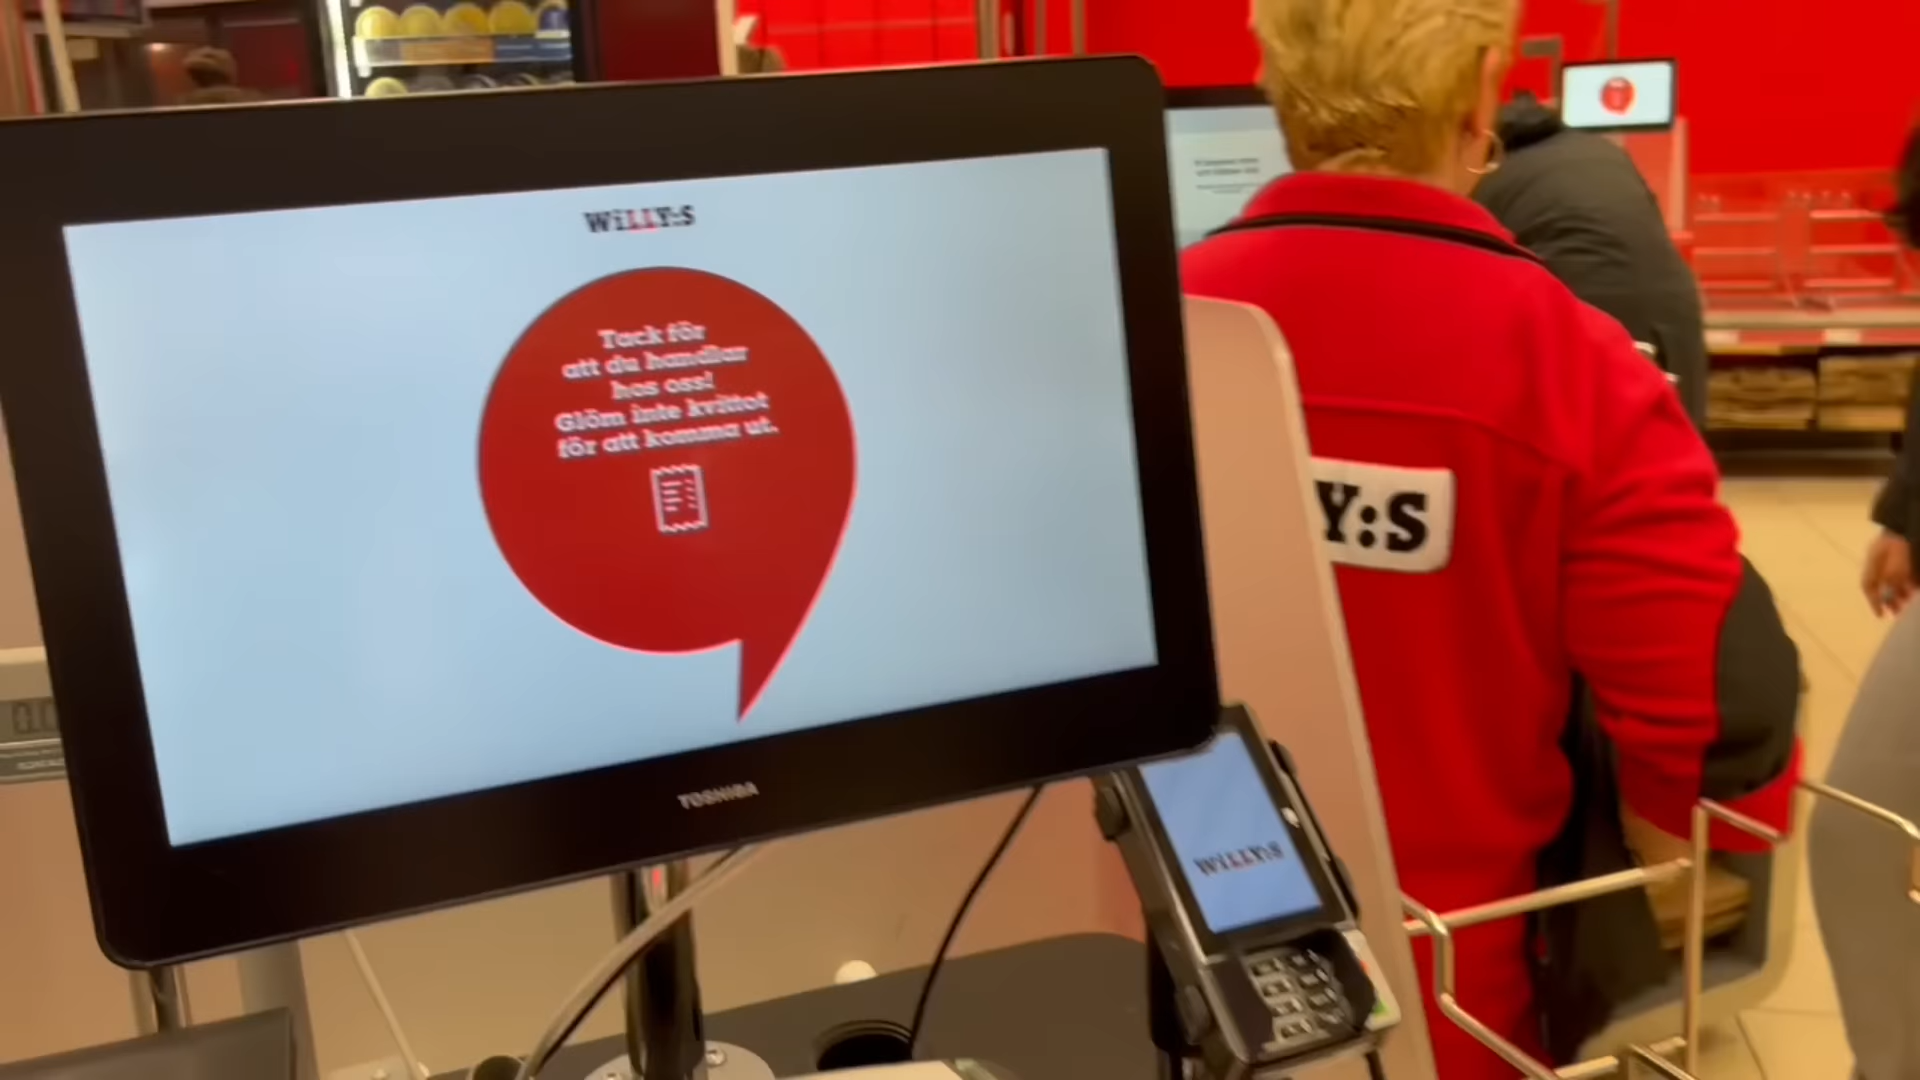 WiLLY:S
Tack för
att du handlar
hos oss!
Glöm inte kvittot
för att komma ut.
TOSHIBA
Y:S
WiLLY:S